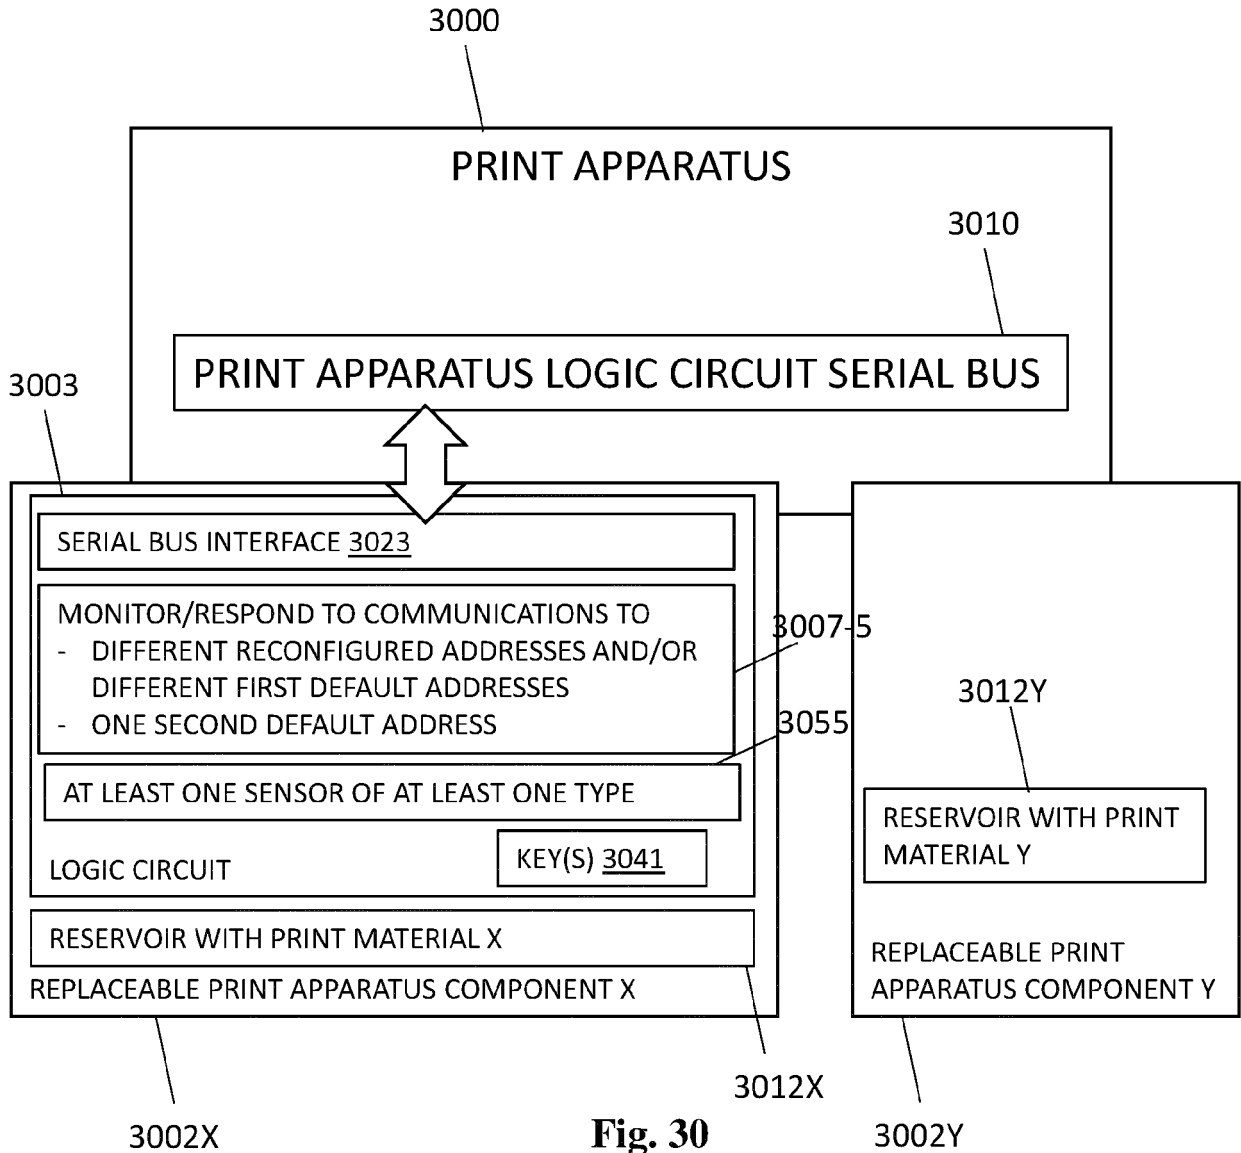 3000
PRINT APPARATUS
3010
PRINT APPARATUS LOGIC CIRCUIT SERIAL BUS
3003
SERIAL BUS INTERFACE 3023
MONITOR/RESPOND TO COMMUNICATIONS TO
- DIFFERENT RECONFIGURED ADDRESSES AND/OR
DIFFERENT FIRST DEFAULT ADDRESSES
- ONE SECOND DEFAULT ADDRESS
3007-5
3055
AT LEAST ONE SENSOR OF AT LEAST ONE TYPE
KEY(S) 3041
LOGIC CIRCUIT
RESERVOIR WITH PRINT MATERIAL X
REPLACEABLE PRINT APPARATUS COMPONENT X
3012Y
RESERVOIR WITH PRINT
MATERIAL Y
REPLACEABLE PRINT
APPARATUS COMPONENT Y
3012X
3002X
Fig. 30
3002Y